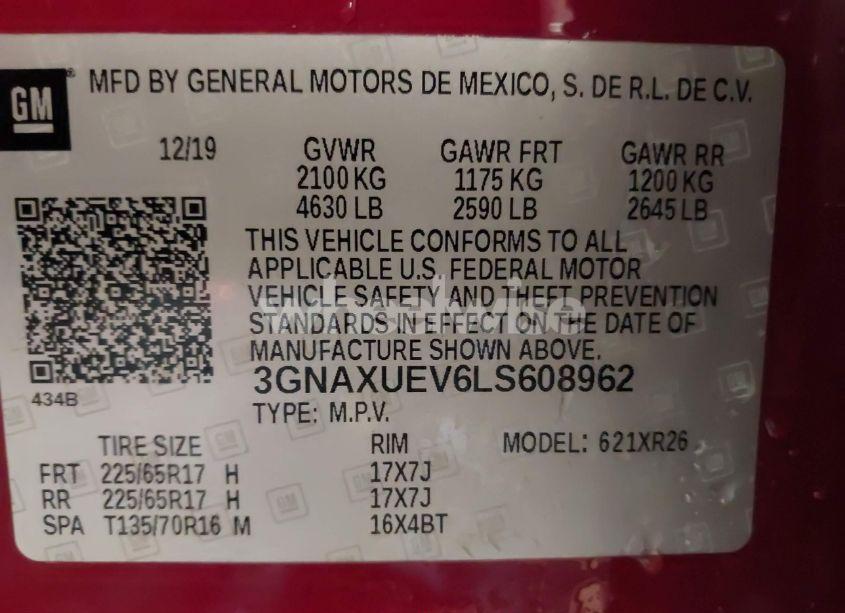 GM
MFD BY GENERAL MOTORS DE MEXICO, S. DE R.L. DE C.V.
12/19 GVWR GAWR FRT GAWR RR
2100 KG 1175 KG 1200 KG
4630 LB 2590 LB 2645 LB
THIS VEHICLE CONFORMS TO ALL
APPLICABLE U.S. FEDERAL MOTOR
VEHICLE SAFETY AND THEFT PREVENTION
STANDARDS IN EFFECT ON THE DATE OF
MANUFACTURE SHOWN ABOVE.
3GNAXUEV6LS608962
434B
TYPE: M.P.V.
TIRE SIZE RIM MODEL: 621XR26
FRT 225/65R17 H 17X7J
RR 225/65R17 H 17X7J
SPA T135/70R16 M 16X4BT